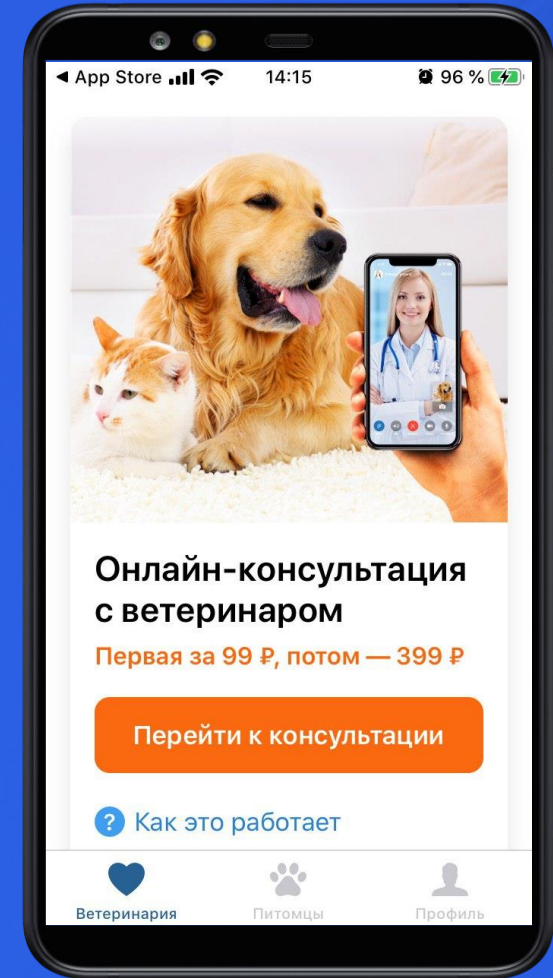 ◀ App Store 14:15 96 %
Онлайн-консультация
с ветеринаром
Первая за 99 ₽, потом — 399 ₽
Перейти к консультации
? Как это работает
Ветеринария Питомцы Профиль